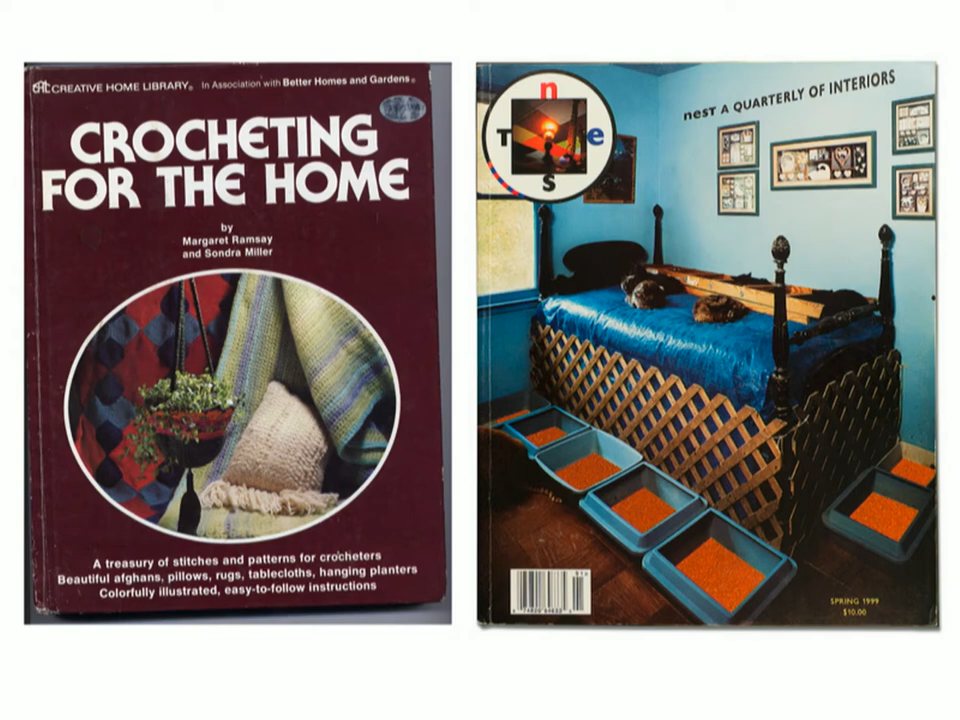 CREATIVE HOME LIBRARY® In Association with Better Homes and Gardens®
CROCHETING
FOR THE HOME
by
Margaret Ramsay
and Sondra Miller
A treasury of stitches and patterns for crocheters
Beautiful afghans, pillows, rugs, tablecloths, hanging planters
Colorfully illustrated, easy-to-follow instructions
n
T e
s
nest A QUARTERLY OF INTERIORS
SPRING 1999
$10.00